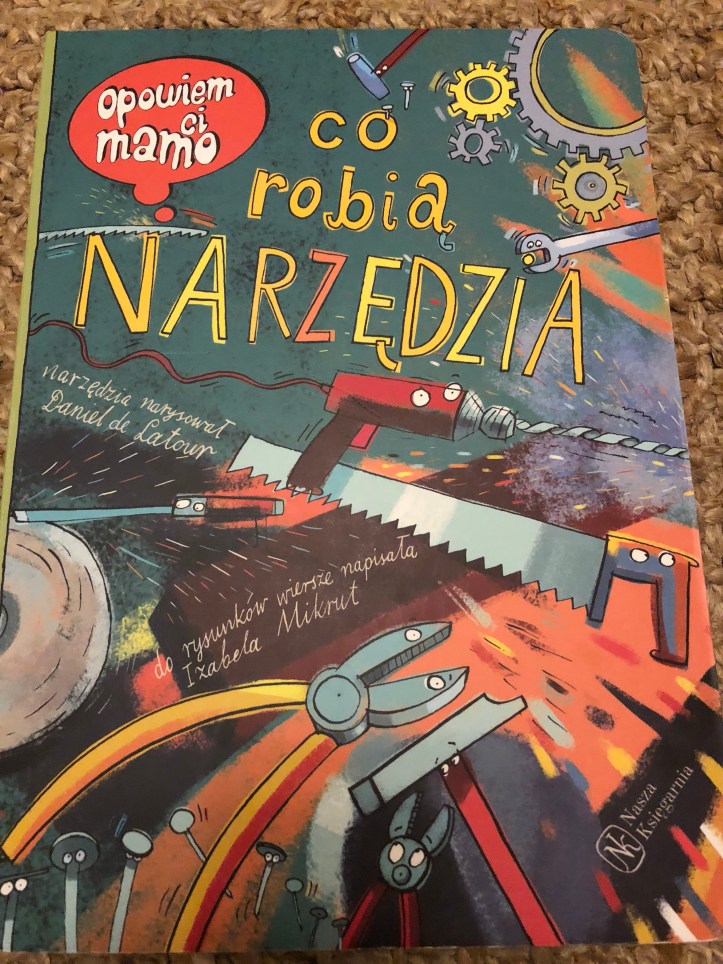 opowiem
ci
mamo
co
robią
NARZĘDZIA
narzędzia narysował
Daniel de Latour
do rysunków wiersze napisała
Izabela Mikrut
NK
Nasza
Księgarnia